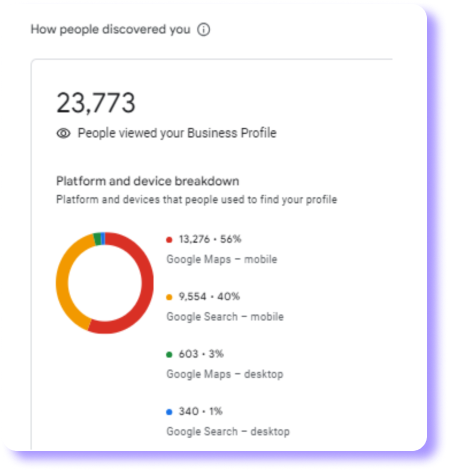 How people discovered you
23,773
People viewed your Business Profile
Platform and device breakdown
Platform and devices that people used to find your profile
13,276 • 56%
Google Maps – mobile
9,554 • 40%
Google Search – mobile
603 • 3%
Google Maps – desktop
340 • 1%
Google Search – desktop